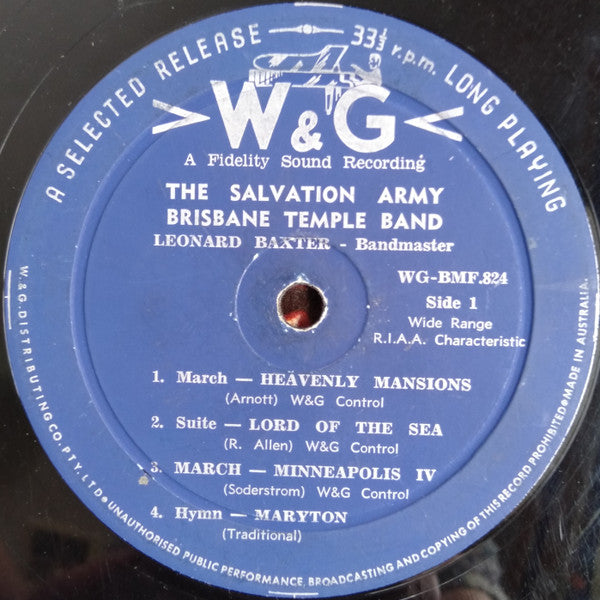 A SELECTED RELEASE 33⅓ r.p.m. LONG PLAYING
W&G
A Fidelity Sound Recording
THE SALVATION ARMY
BRISBANE TEMPLE BAND
LEONARD BAXTER - Bandmaster
WG-BMF.824
Side 1
Wide Range
R.I.A.A. Characteristic
1. March — HEAVENLY MANSIONS
(Arnott) W&G Control
2. Suite — LORD OF THE SEA
(R. Allen) W&G Control
3. MARCH — MINNEAPOLIS IV
(Soderstrom) W&G Control
4. Hymn — MARYTON
(Traditional)
W.&G. DISTRIBUTING CO. PTY. LTD. UNAUTHORISED PUBLIC PERFORMANCE, BROADCASTING AND COPYING OF THIS RECORD PROHIBITED MADE IN AUSTRALIA.